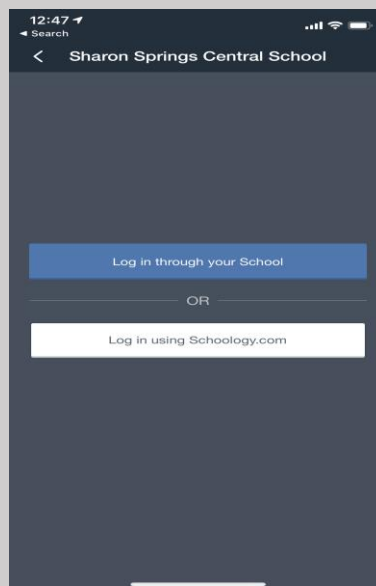 12:47
◄ Search
< Sharon Springs Central School
Log in through your School
OR
Log in using Schoology.com